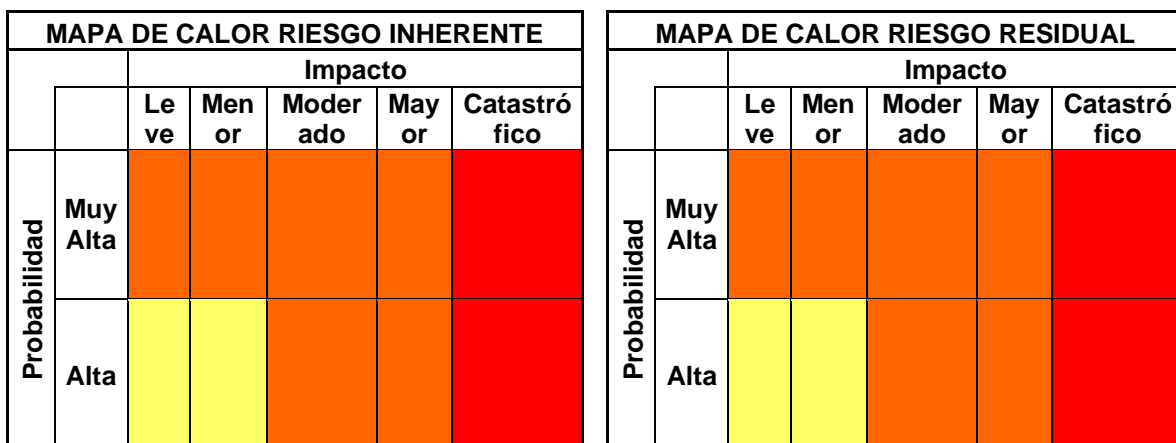 MAPA DE CALOR RIESGO INHERENTE
Impacto
Le
ve
Men
or
Moder
ado
May
or
Catastró
fico
Probabilidad
Muy
Alta
Alta
MAPA DE CALOR RIESGO RESIDUAL
Impacto
Le
ve
Men
or
Moder
ado
May
or
Catastró
fico
Probabilidad
Muy
Alta
Alta